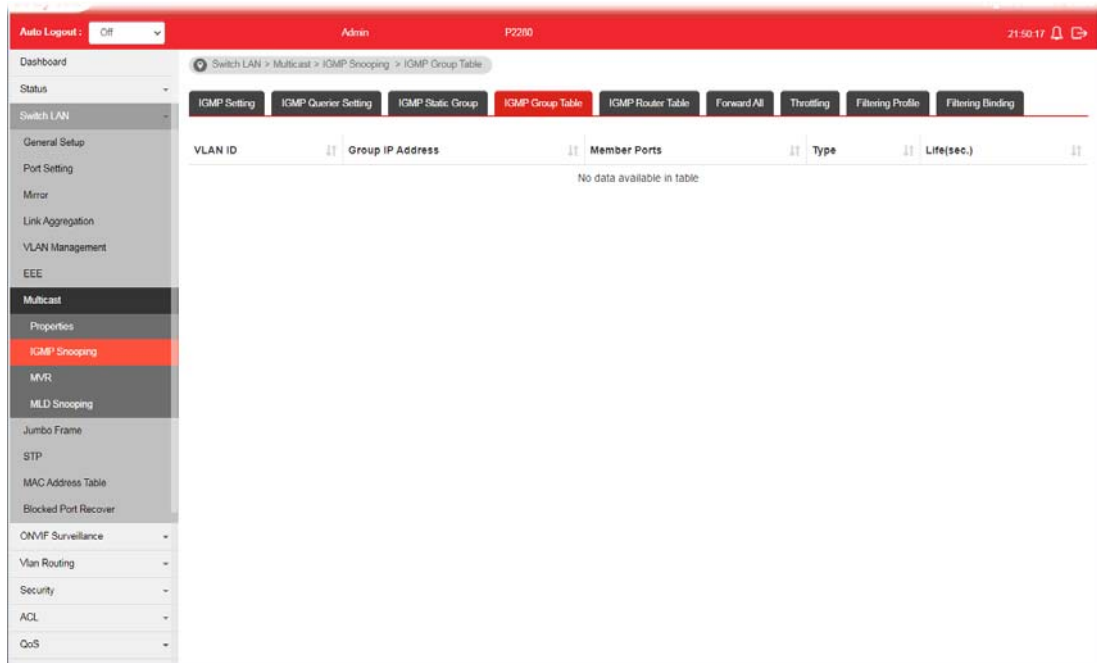 Auto Logout : Off Admin P2280 21:50:17
Dashboard
Status
Switch LAN
General Setup
Port Setting
Mirror
Link Aggregation
VLAN Management
EEE
Multicast
Properties
IGMP Snooping
MVR
MLD Snooping
Jumbo Frame
STP
MAC Address Table
Blocked Port Recover
ONVIF Surveillance
Vlan Routing
Security
ACL
QoS
Switch LAN > Multicast > IGMP Snooping > IGMP Group Table
IGMP Setting IGMP Querier Setting IGMP Static Group IGMP Group Table IGMP Router Table Forward All Throttling Filtering Profile Filtering Binding
VLAN ID Group IP Address Member Ports Type Life(sec.)
No data available in table